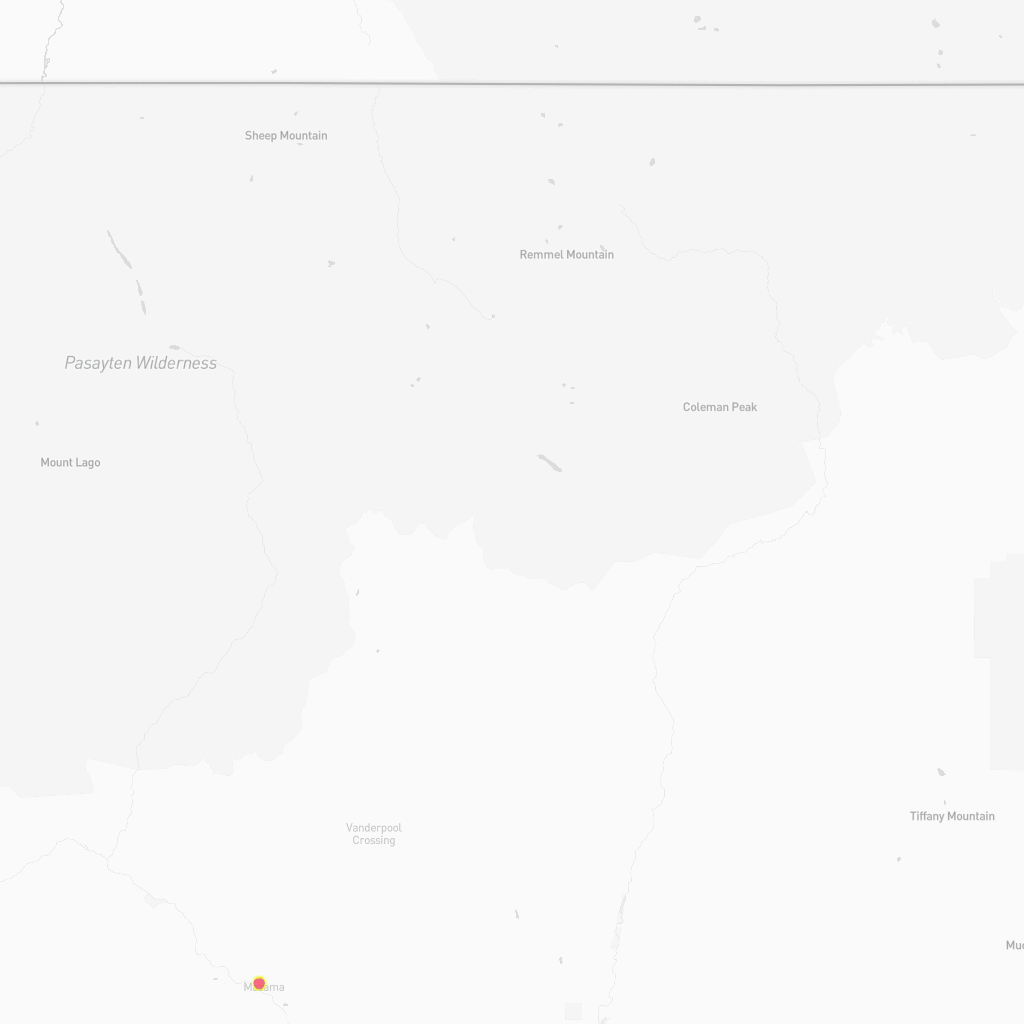 Sheep Mountain
Remmel Mountain
Pasayten Wilderness
Coleman Peak
Mount Lago
Tiffany Mountain
Vanderpool
Crossing